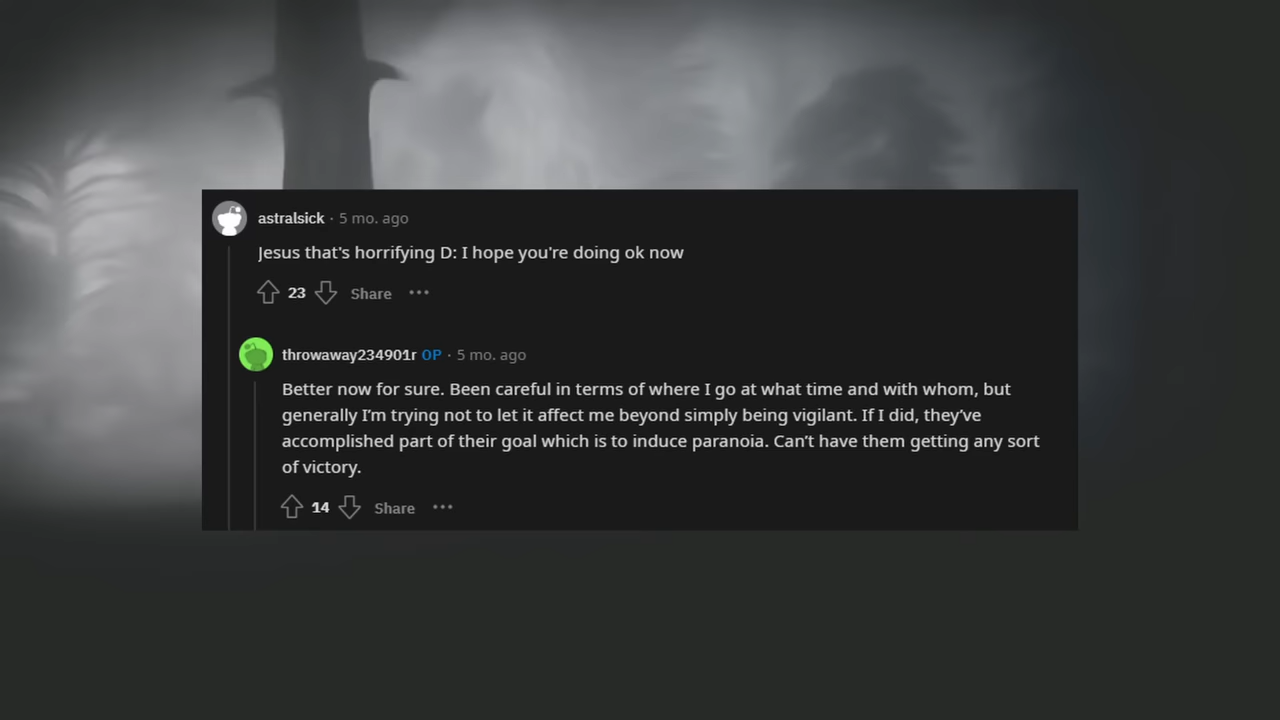 astralsick · 5 mo. ago
Jesus that's horrifying D: I hope you're doing ok now
23 Share ···
throwaway234901r OP · 5 mo. ago
Better now for sure. Been careful in terms of where I go at what time and with whom, but
generally I’m trying not to let it affect me beyond simply being vigilant. If I did, they’ve
accomplished part of their goal which is to induce paranoia. Can’t have them getting any sort
of victory.
14 Share ···